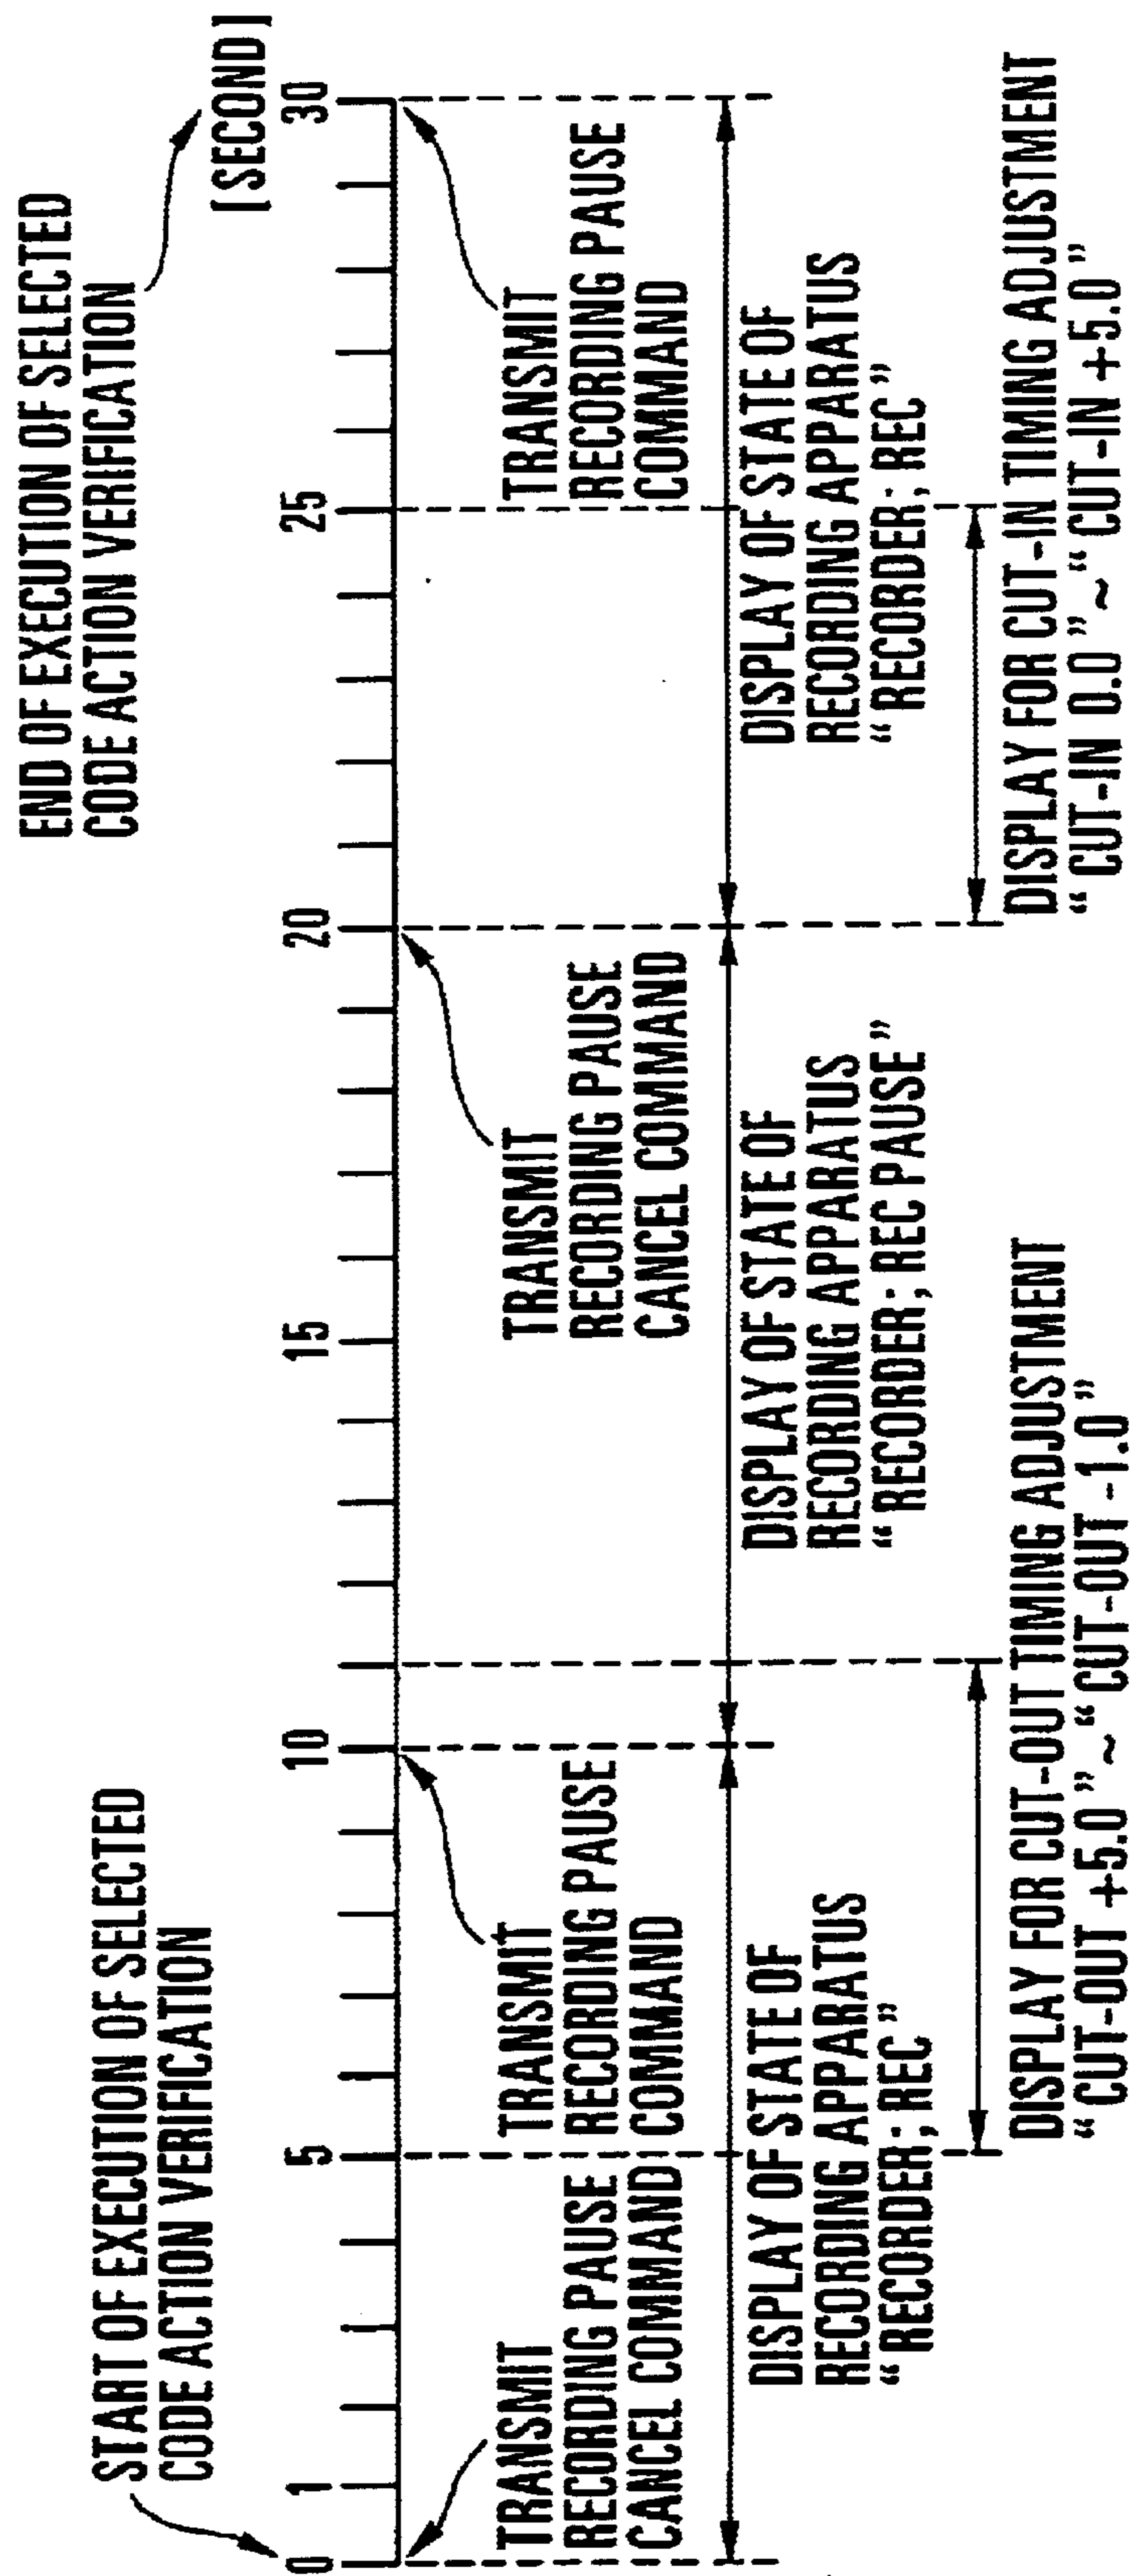 START OF EXECUTION OF SELECTED
CODE ACTION VERIFICATION
END OF EXECUTION OF SELECTED
CODE ACTION VERIFICATION
[SECOND]
0
1
5
10
15
20
25
30
TRANSMIT
RECORDING PAUSE
CANCEL COMMAND
TRANSMIT
RECORDING PAUSE
COMMAND
TRANSMIT
RECORDING PAUSE
CANCEL COMMAND
TRANSMIT
RECORDING PAUSE
COMMAND
DISPLAY OF STATE OF
RECORDING APPARATUS
“RECORDER; REC”
DISPLAY OF STATE OF
RECORDING APPARATUS
“RECORDER; REC PAUSE”
DISPLAY OF STATE OF
RECORDING APPARATUS
“RECORDER; REC”
DISPLAY FOR CUT-OUT TIMING ADJUSTMENT
“CUT-OUT +5.0” ~ “CUT-OUT -1.0”
DISPLAY FOR CUT-IN TIMING ADJUSTMENT
“CUT-IN 0.0” ~ “CUT-IN +5.0”